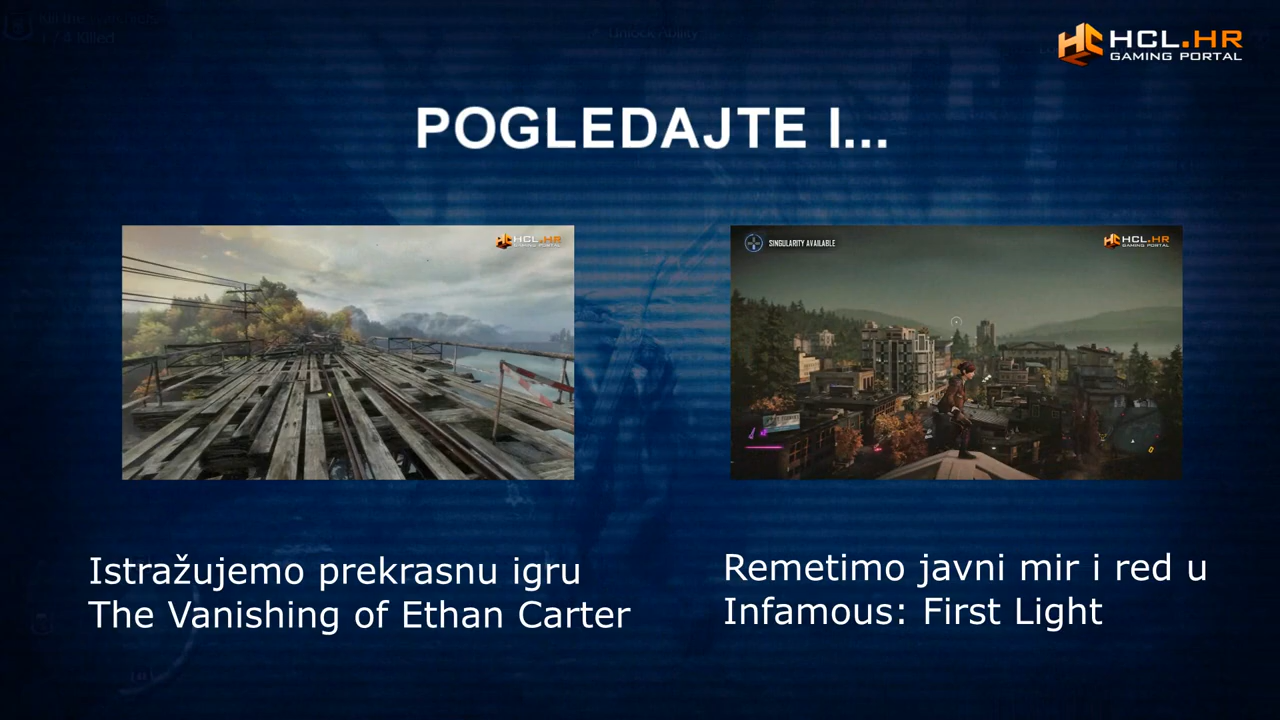 HCL.HR
GAMING PORTAL
POGLEDAJTE I...
HCL.HR
GAMING PORTAL
SINGULARITY AVAILABLE
HCL.HR
GAMING PORTAL
Istražujemo prekrasnu igru
The Vanishing of Ethan Carter
Remetimo javni mir i red u
Infamous: First Light